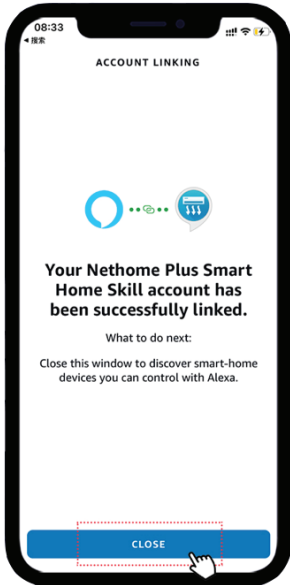 08:33
◀ 搜索
ACCOUNT LINKING
Your Nethome Plus Smart
Home Skill account has
been successfully linked.
What to do next:
Close this window to discover smart-home
devices you can control with Alexa.
CLOSE